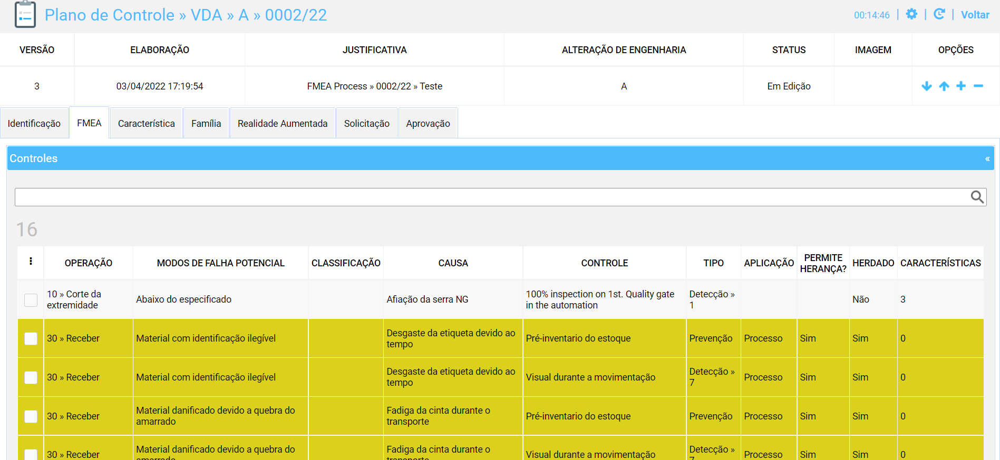 Plano de Controle » VDA » A » 0002/22
00:14:46 | | | Voltar
VERSÃO ELABORAÇÃO JUSTIFICATIVA ALTERAÇÃO DE ENGENHARIA STATUS IMAGEM OPÇÕES
3 03/04/2022 17:19:54 FMEA Process » 0002/22 » Teste A Em Edição
Identificação FMEA Característica Família Realidade Aumentada Solicitação Aprovação
Controles «
16
OPERAÇÃO MODOS DE FALHA POTENCIAL CLASSIFICAÇÃO CAUSA CONTROLE TIPO APLICAÇÃO PERMITE HERANÇA? HERDADO CARACTERÍSTICAS
10 » Corte da extremidade Abaixo do especificado Afiação da serra NG 100% inspection on 1st. Quality gate in the automation Detecção » 1 Não 3
30 » Receber Material com identificação ilegível Desgaste da etiqueta devido ao tempo Pré-inventario do estoque Prevenção Processo Sim Sim 0
30 » Receber Material com identificação ilegível Desgaste da etiqueta devido ao tempo Visual durante a movimentação Detecção » 7 Processo Sim Sim 0
30 » Receber Material danificado devido a quebra do amarrado Fadiga da cinta durante o transporte Pré-inventario do estoque Prevenção Processo Sim Sim 0
30 » Receber Material danificado devido a quebra do Fadiga da cinta durante o Visual durante a movimentação Detecção » Processo Sim Sim 0